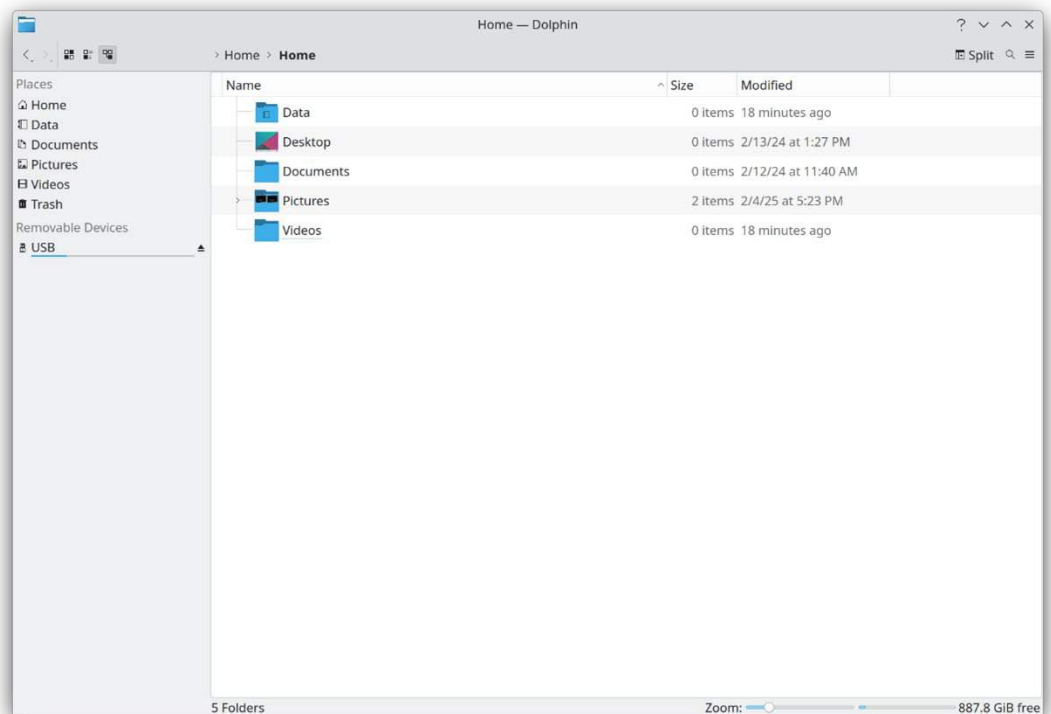 Home — Dolphin
Home > Home
Split
Places
Home
Data
Documents
Pictures
Videos
Trash
Removable Devices
USB
Name Size Modified
Data 0 items 18 minutes ago
Desktop 0 items 2/13/24 at 1:27 PM
Documents 0 items 2/12/24 at 11:40 AM
Pictures 2 items 2/4/25 at 5:23 PM
Videos 0 items 18 minutes ago
5 Folders Zoom: 887.8 GiB free